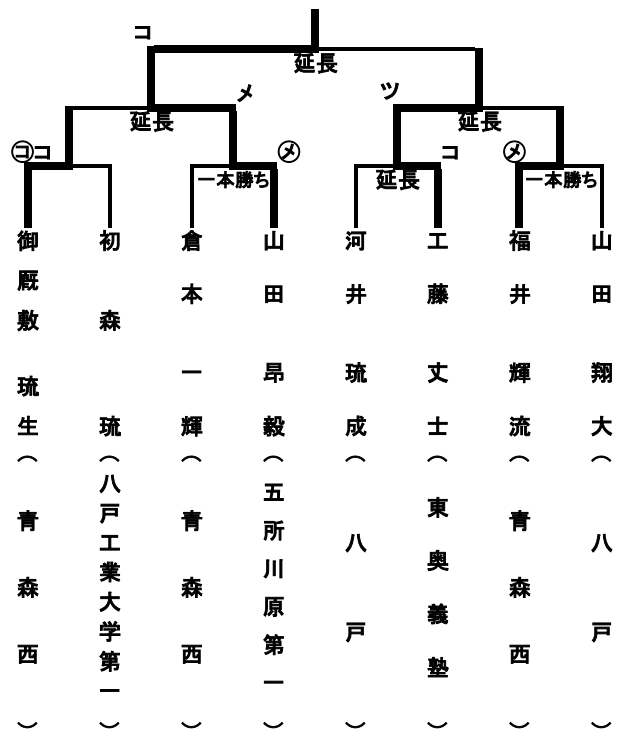 コ
延長
メ
ツ
延長
延長
㋙コ
メ
一本勝ち
延長
コ
メ
一本勝ち
御厩敷琉生（青森西）
初森琉（八戸工業大学第一）
倉本一輝（青森西）
山田昂毅（五所川原第一）
河井琉成（八戸）
工藤丈士（東奥義塾）
福井輝流（青森西）
山田翔大（八戸）